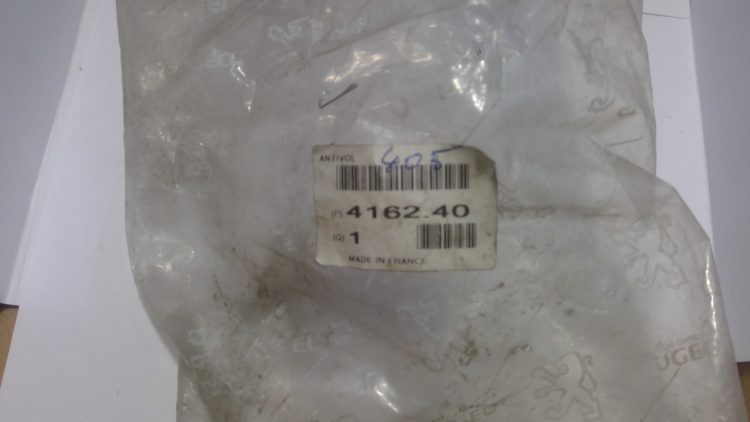 ANTIVOL 405
(P) 4162.40
(Q) 1
MADE IN FRANCE